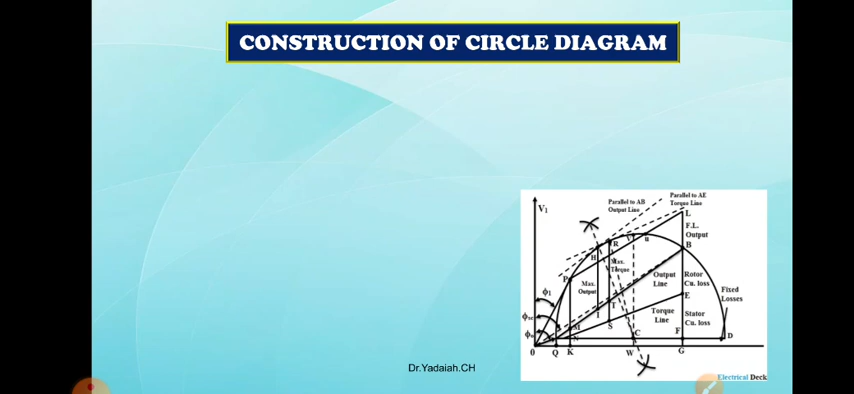 CONSTRUCTION OF CIRCLE DIAGRAM
Parallel to AE
Torque Line
Parallel to AB
Output Line
V1
L
F.L.
Output
R
u
B
H
Max.
Torque
P
Output
Line
Rotor
Cu. loss
Max.
Output
ϕ1
E
Fixed
Losses
T
I
Torque
Line
Stator
Cu. loss
S
M
N
C
F
D
0
Q
K
W
G
Dr.Yadaiah.CH
Electrical Deck